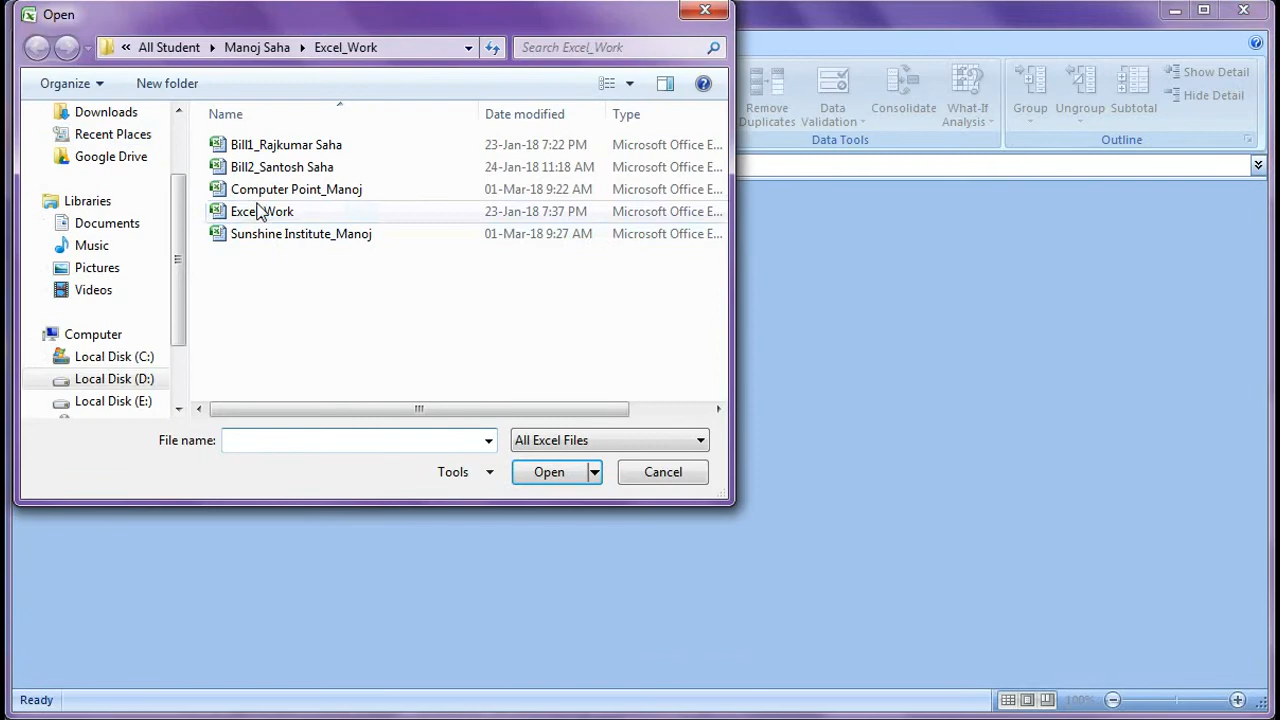 Open
« All Student Manoj Saha Excel_Work
Search Excel_Work
Organize
New folder
Downloads
Recent Places
Google Drive
Libraries
Documents
Music
Pictures
Videos
Computer
Local Disk (C:)
Local Disk (D:)
Local Disk (E:)
Name Date modified Type
Bill1_Rajkumar Saha 23-Jan-18 7:22 PM Microsoft Office E...
Bill2_Santosh Saha 24-Jan-18 11:18 AM Microsoft Office E...
Computer Point_Manoj 01-Mar-18 9:22 AM Microsoft Office E...
Excel_Work 23-Jan-18 7:37 PM Microsoft Office E...
Sunshine Institute_Manoj 01-Mar-18 9:27 AM Microsoft Office E...
File name:
All Excel Files
Tools
Open
Cancel
Remove Duplicates
Data Validation
Consolidate
What-If Analysis
Data Tools
Group
Ungroup
Subtotal
Show Detail
Hide Detail
Outline
Ready
100%